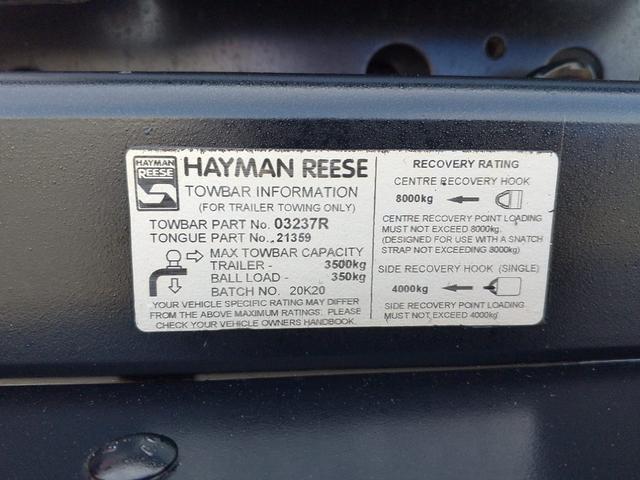 HAYMAN
REESE
HAYMAN REESE
TOWBAR INFORMATION
(FOR TRAILER TOWING ONLY)
TOWBAR PART No. 03237R
TONGUE PART No. 21359
MAX TOWBAR CAPACITY
TRAILER - 3500kg
BALL LOAD - 350kg
BATCH NO. 20K20
YOUR VEHICLE SPECIFIC RATING MAY DIFFER
FROM THE ABOVE MAXIMUM RATINGS. PLEASE
CHECK YOUR VEHICLE OWNERS HANDBOOK.
RECOVERY RATING
CENTRE RECOVERY HOOK
8000kg
CENTRE RECOVERY POINT LOADING
MUST NOT EXCEED 8000kg.
(DESIGNED FOR USE WITH A SNATCH
STRAP NOT EXCEEDING 8000kg)
SIDE RECOVERY HOOK (SINGLE)
4000kg
SIDE RECOVERY POINT LOADING
MUST NOT EXCEED 4000kg